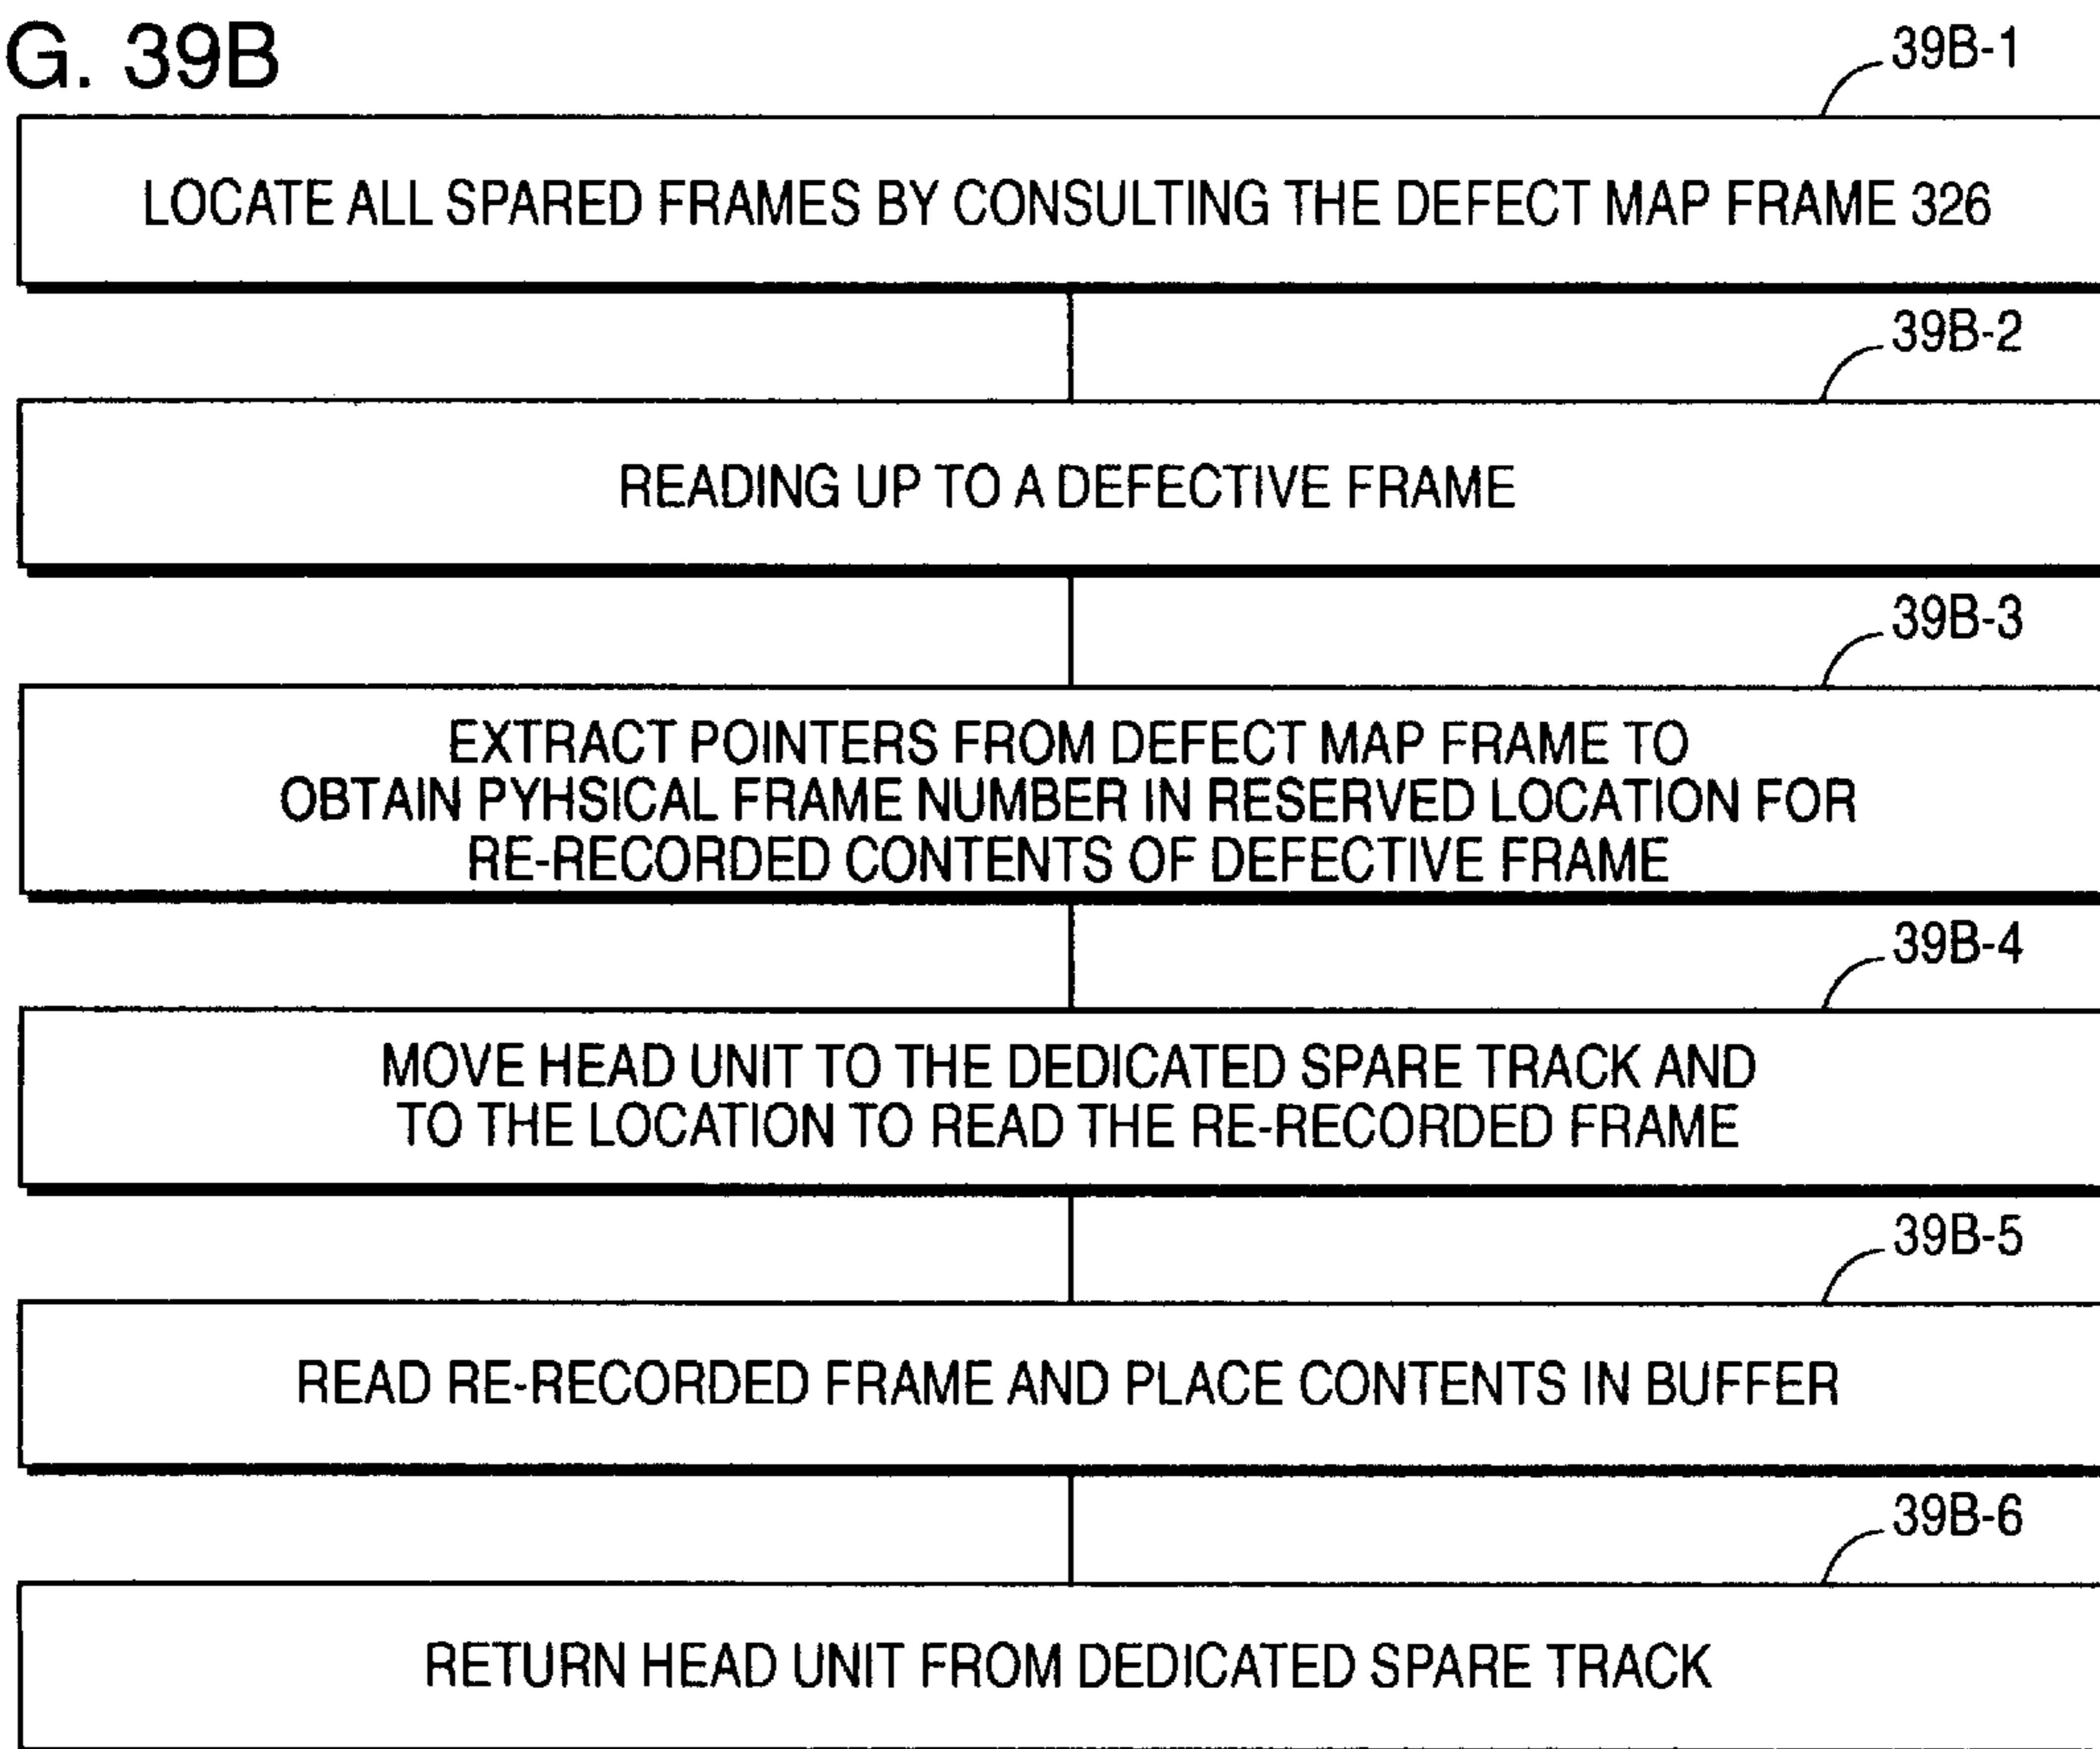 G. 39B
39B-1
LOCATE ALL SPARED FRAMES BY CONSULTING THE DEFECT MAP FRAME 326
39B-2
READING UP TO A DEFECTIVE FRAME
39B-3
EXTRACT POINTERS FROM DEFECT MAP FRAME TO
OBTAIN PYHSICAL FRAME NUMBER IN RESERVED LOCATION FOR
RE-RECORDED CONTENTS OF DEFECTIVE FRAME
39B-4
MOVE HEAD UNIT TO THE DEDICATED SPARE TRACK AND
TO THE LOCATION TO READ THE RE-RECORDED FRAME
39B-5
READ RE-RECORDED FRAME AND PLACE CONTENTS IN BUFFER
39B-6
RETURN HEAD UNIT FROM DEDICATED SPARE TRACK